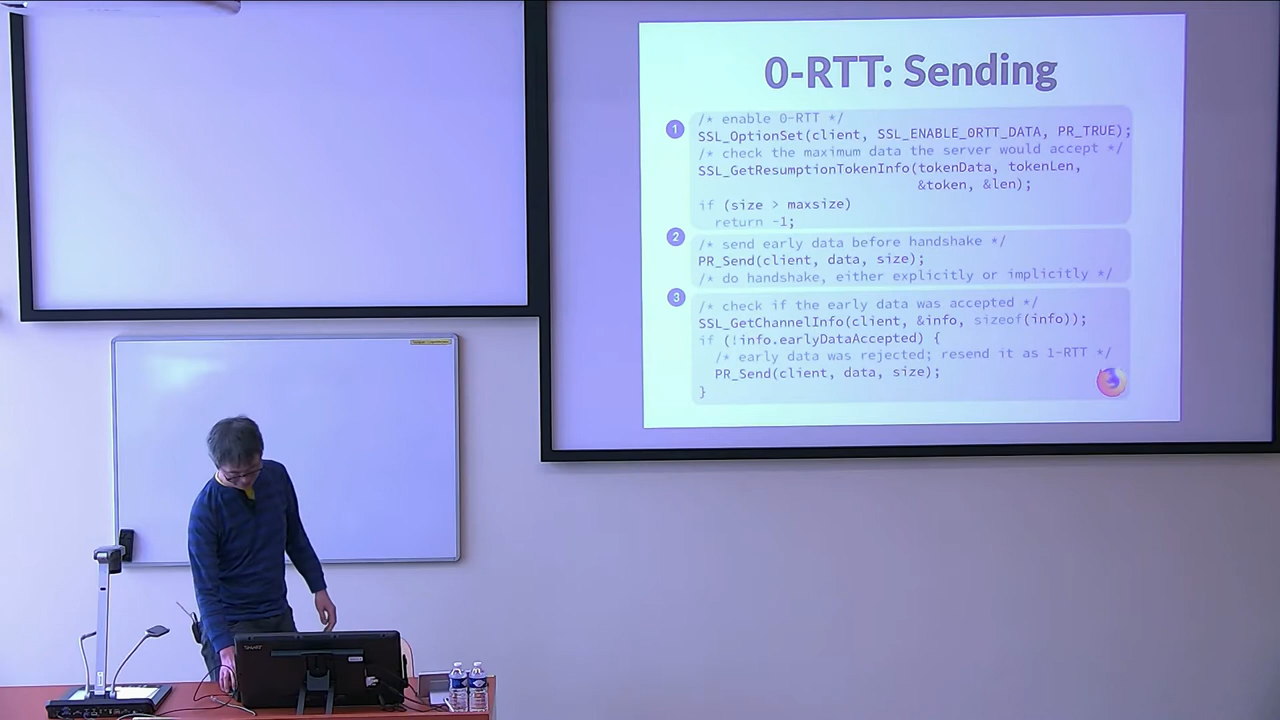 0-RTT: Sending
1
/* enable 0-RTT */
SSL_OptionSet(client, SSL_ENABLE_0RTT_DATA, PR_TRUE);
/* check the maximum data the server would accept */
SSL_GetResumptionTokenInfo(tokenData, tokenLen,
&token, &len);
if (size > maxsize)
return -1;
2
/* send early data before handshake */
PR_Send(client, data, size);
/* do handshake, either explicitly or implicitly */
3
/* check if the early data was accepted */
SSL_GetChannelInfo(client, &info, sizeof(info));
if (!info.earlyDataAccepted) {
/* early data was rejected; resend it as 1-RTT */
PR_Send(client, data, size);
}